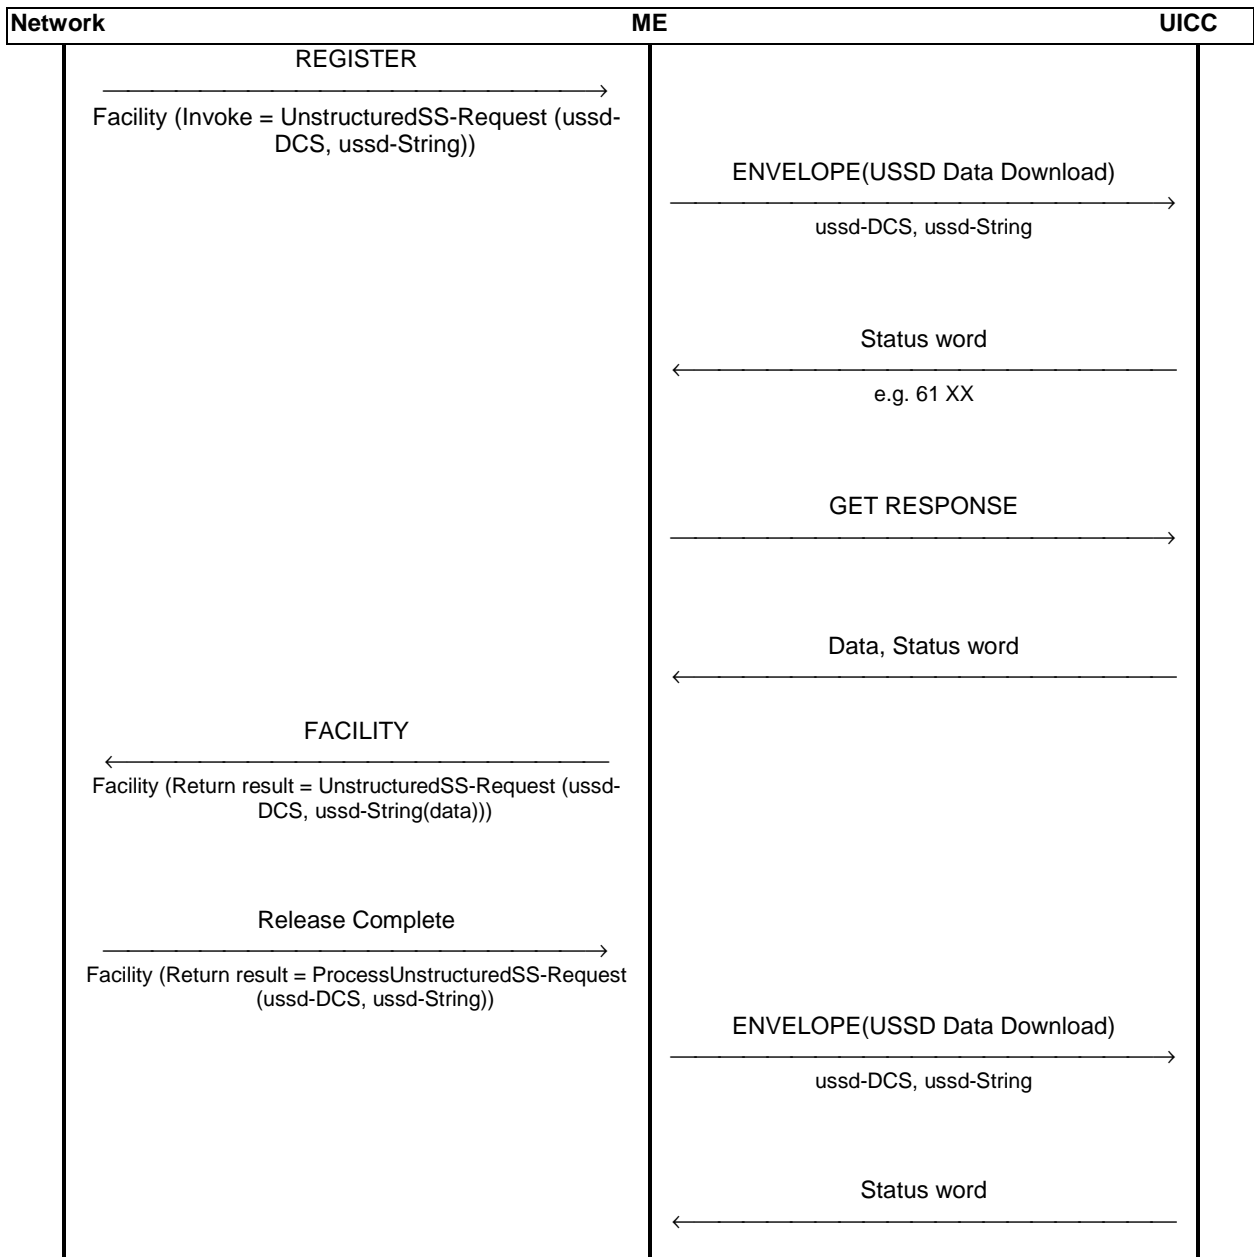 Network ME UICC
REGISTER
Facility (Invoke = UnstructuredSS-Request (ussd-
DCS, ussd-String))
ENVELOPE(USSD Data Download)
ussd-DCS, ussd-String
Status word
e.g. 61 XX
GET RESPONSE
Data, Status word
FACILITY
Facility (Return result = UnstructuredSS-Request (ussd-
DCS, ussd-String(data)))
Release Complete
Facility (Return result = ProcessUnstructuredSS-Request
(ussd-DCS, ussd-String))
ENVELOPE(USSD Data Download)
ussd-DCS, ussd-String
Status word